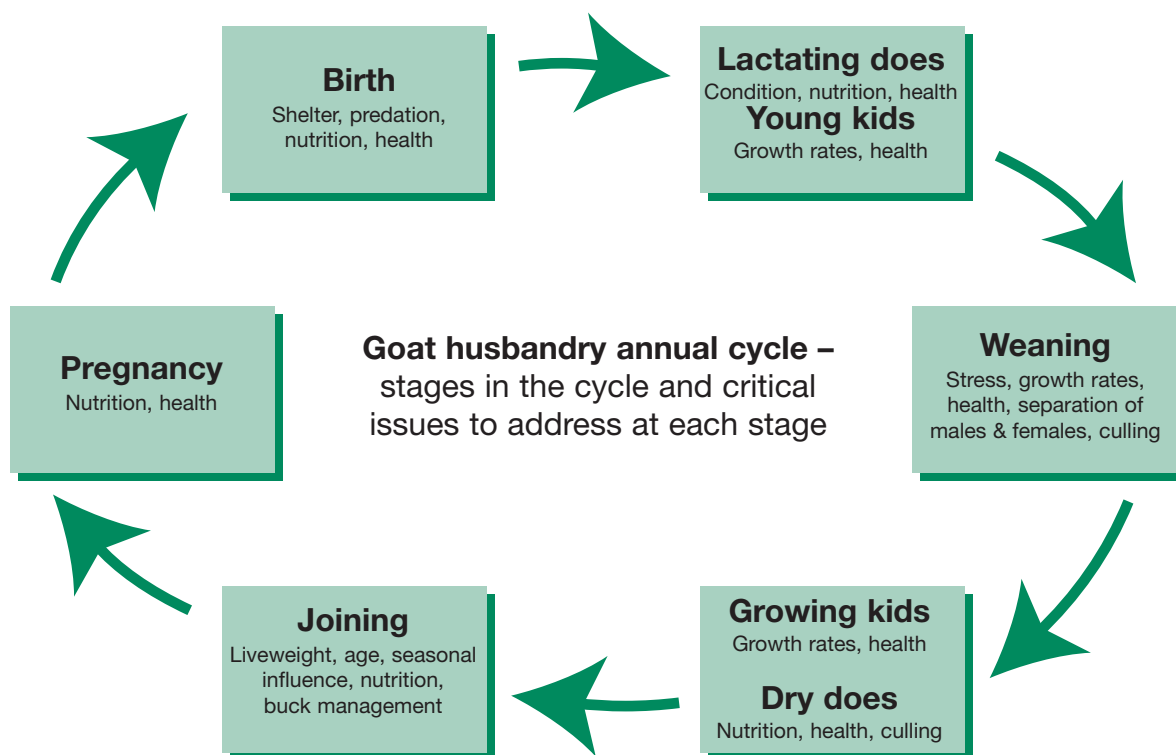 Birth
Shelter, predation,
nutrition, health
Lactating does
Condition, nutrition, health
Young kids
Growth rates, health
Weaning
Stress, growth rates,
health, separation of
males & females, culling
Growing kids
Growth rates, health
Dry does
Nutrition, health, culling
Joining
Liveweight, age, seasonal
influence, nutrition,
buck management
Pregnancy
Nutrition, health
Goat husbandry annual cycle –
stages in the cycle and critical
issues to address at each stage